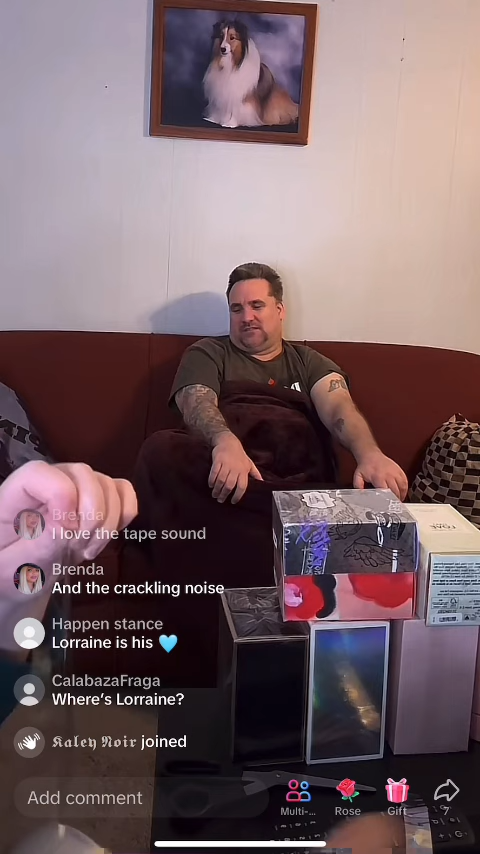 Brenda
I love the tape sound
Brenda
And the crackling noise
Happen stance
Lorraine is his 🩵
CalabazaFraga
Where's Lorraine?
𝕶𝖆𝖑𝖊𝖞 𝕹𝖔𝖎𝖗 joined
Add comment
Multi-...
Rose
Gift
7